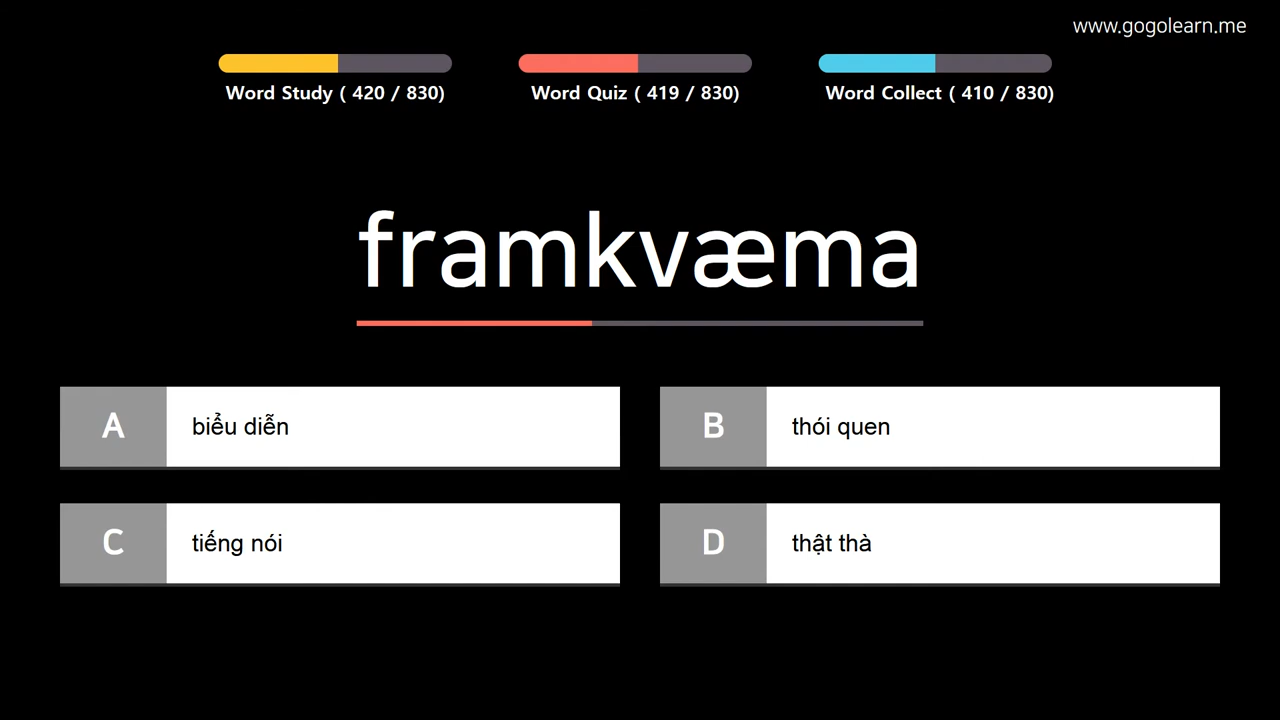 www.gogolearn.me
Word Study ( 420 / 830)
Word Quiz ( 419 / 830)
Word Collect ( 410 / 830)
framkvæma
A
biểu diễn
B
thói quen
C
tiếng nói
D
thật thà